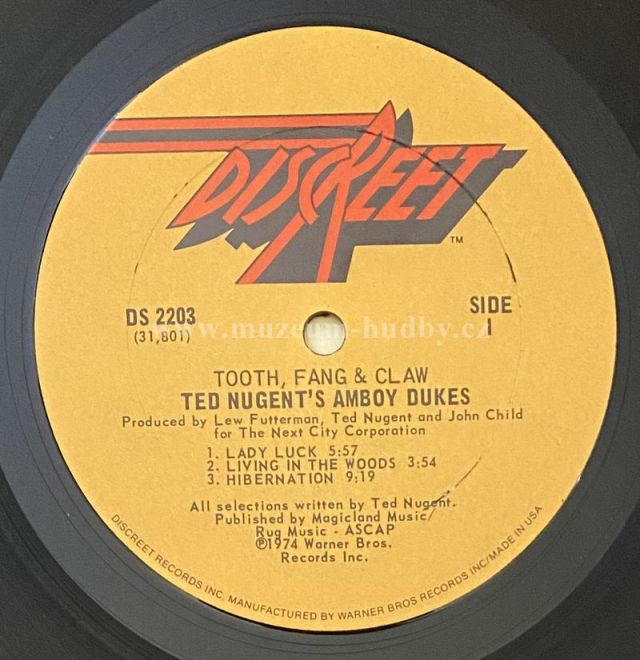 DISCREET
TM
DS 2203
(31,801)
SIDE
1
www.muzeum-hudby.cz
TOOTH, FANG & CLAW
TED NUGENT'S AMBOY DUKES
Produced by Lew Futterman, Ted Nugent and John Child
for The Next City Corporation
1. LADY LUCK 5:57
2. LIVING IN THE WOODS 3:54
3. HIBERNATION 9:19
All selections written by Ted Nugent.
Published by Magicland Music/
Rug Music - ASCAP
℗1974 Warner Bros.
Records Inc.
DISCREET RECORDS INC. MANUFACTURED BY WARNER BROS RECORDS INC/MADE IN USA